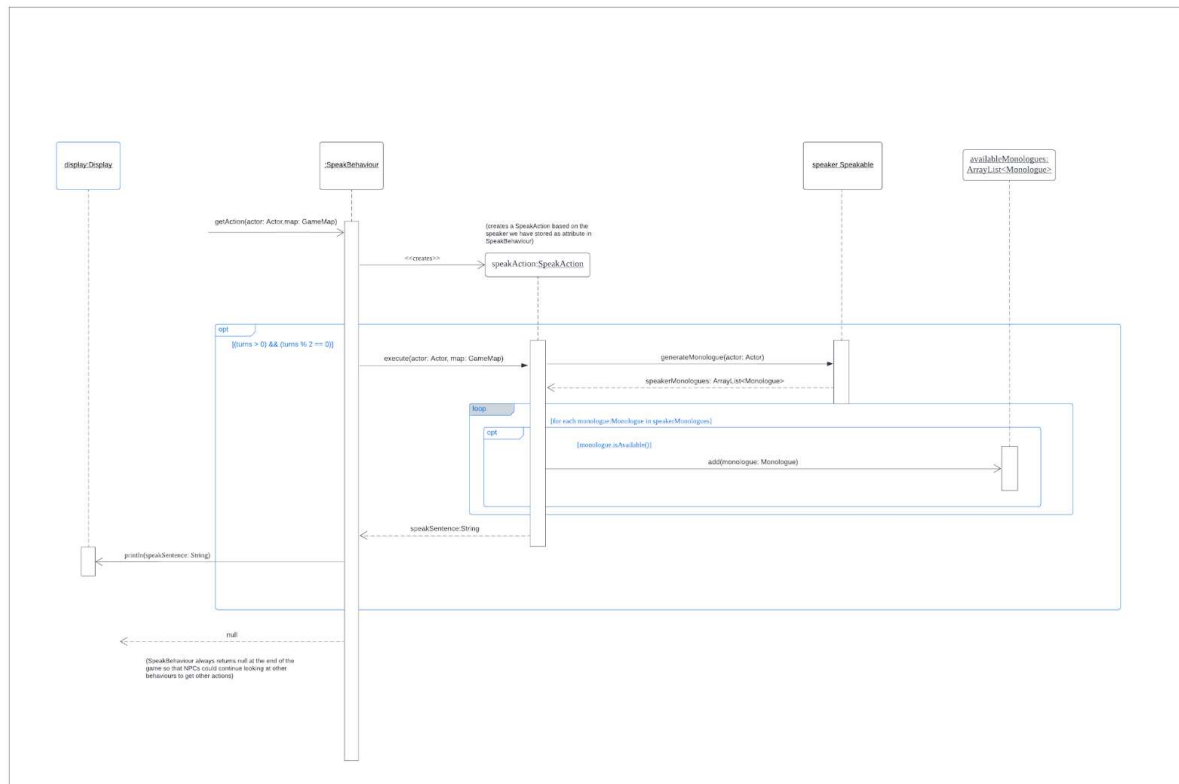 display:Display
:SpeakBehaviour
speaker:Speakable
availableMonologues:
ArrayList<Monologue>
getAction(actor: Actor,map: GameMap)
(creates a SpeakAction based on the
speaker we have stored as attribute in
SpeakBehaviour)
<<creates>>
speakAction:SpeakAction
opt
[(turns > 0) && (turns % 2 == 0)]
execute(actor: Actor, map: GameMap)
generateMonologue(actor: Actor)
speakerMonologues: ArrayList<Monologue>
loop
[for each monologue:Monologue in speakerMonologues]
opt
[monologue.isAvailable()]
add(monologue: Monologue)
speakSentence:String
println(speakSentence: String)
null
(SpeakBehaviour always returns null at the end of the
game so that NPCs could continue looking at other
behaviours to get other actions)